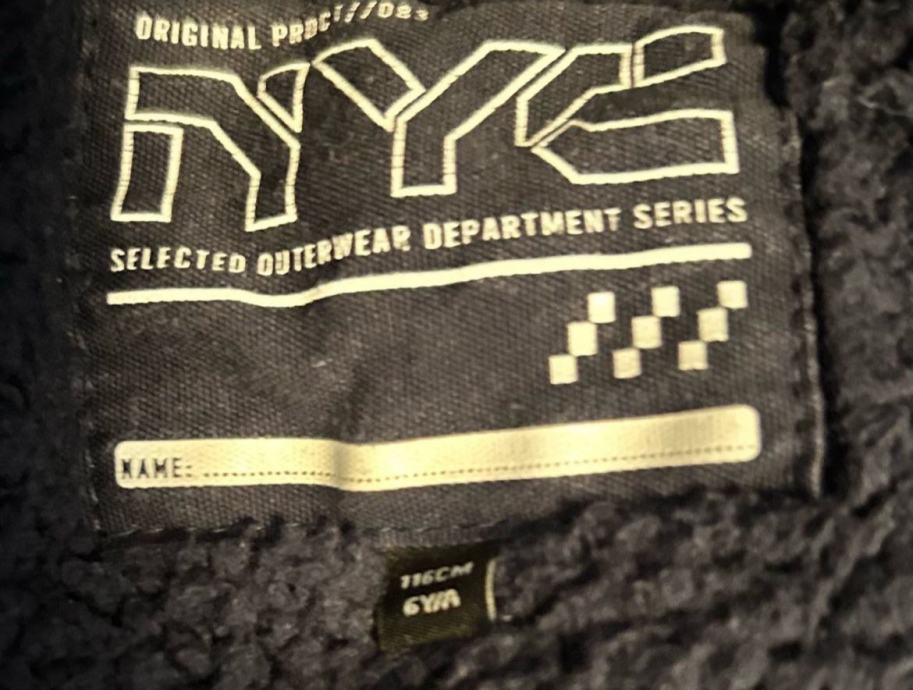 ORIGINAL
NYC
SELECTED OUTERWEAR DEPARTMENT SERIES
NAME:
116CM
6Y/A